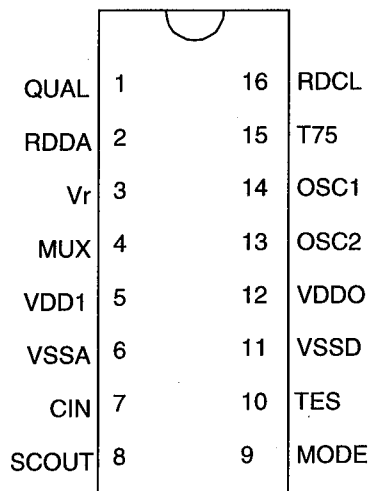 QUAL 1 16 RDCL
RDDA 2 15 T75
Vr 3 14 OSC1
MUX 4 13 OSC2
VDD1 5 12 VDDO
VSSA 6 11 VSSD
CIN 7 10 TES
SCOUT 8 9 MODE